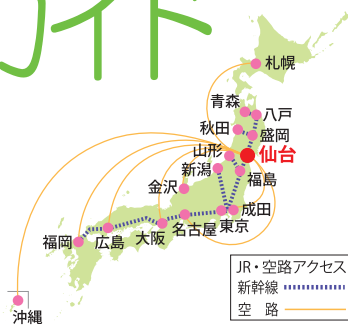 ガイド
札幌
青森
八戸
秋田
盛岡
山形
仙台
新潟
福島
金沢
成田
東京
名古屋
大阪
広島
福岡
沖縄
JR・空路アクセス
新幹線
空　路